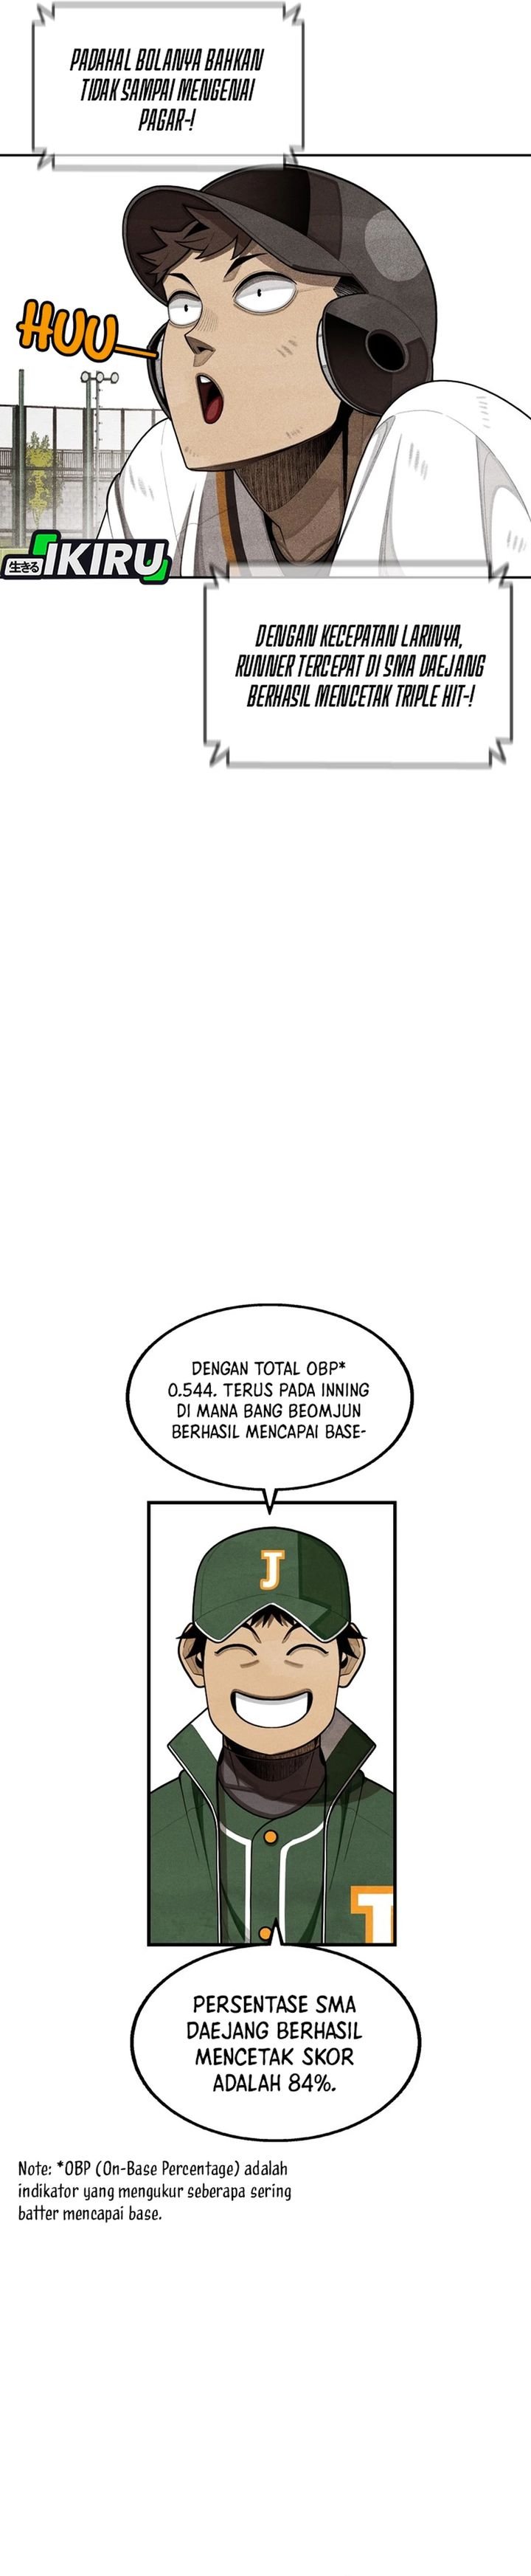 PADAHAL BOLANYA BAHKAN
TIDAK SAMPAI MENGENAI
PAGAR-!
HUU
生きる IKIRU
DENGAN KECEPATAN LARINYA,
RUNNER TERCEPAT DI SMA DAEJANG
BERHASIL MENCETAK TRIPLE HIT-!
DENGAN TOTAL OBP*
0.544. TERUS PADA INNING
DI MANA BANG BEOMJUN
BERHASIL MENCAPAI BASE-
J
T
PERSENTASE SMA
DAEJANG BERHASIL
MENCETAK SKOR
ADALAH 84%.
Note: *OBP (On-Base Percentage) adalah
indikator yang mengukur seberapa sering
batter mencapai base.